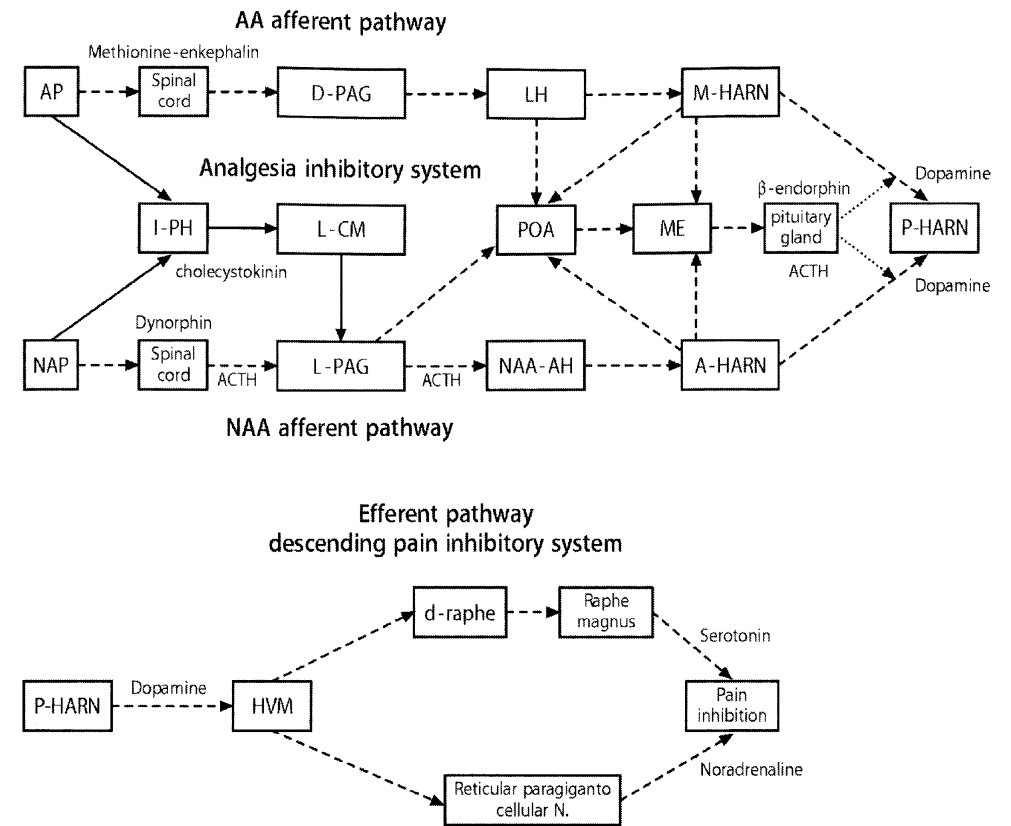 AA afferent pathway
Methionine-enkephalin
AP
Spinal
cord
D-PAG
LH
M-HARN
Analgesia inhibitory system
Dopamine
β-endorphin
I-PH
L-CM
POA
ME
pituitary
gland
P-HARN
cholecystokinin
ACTH
Dopamine
Dynorphin
NAP
Spinal
cord
ACTH
L-PAG
ACTH
NAA-AH
A-HARN
NAA afferent pathway
Efferent pathway
descending pain inhibitory system
d-raphe
Raphe
magnus
Serotonin
P-HARN
Dopamine
HVM
Pain
inhibition
Noradrenaline
Reticular paragiganto
cellular N.